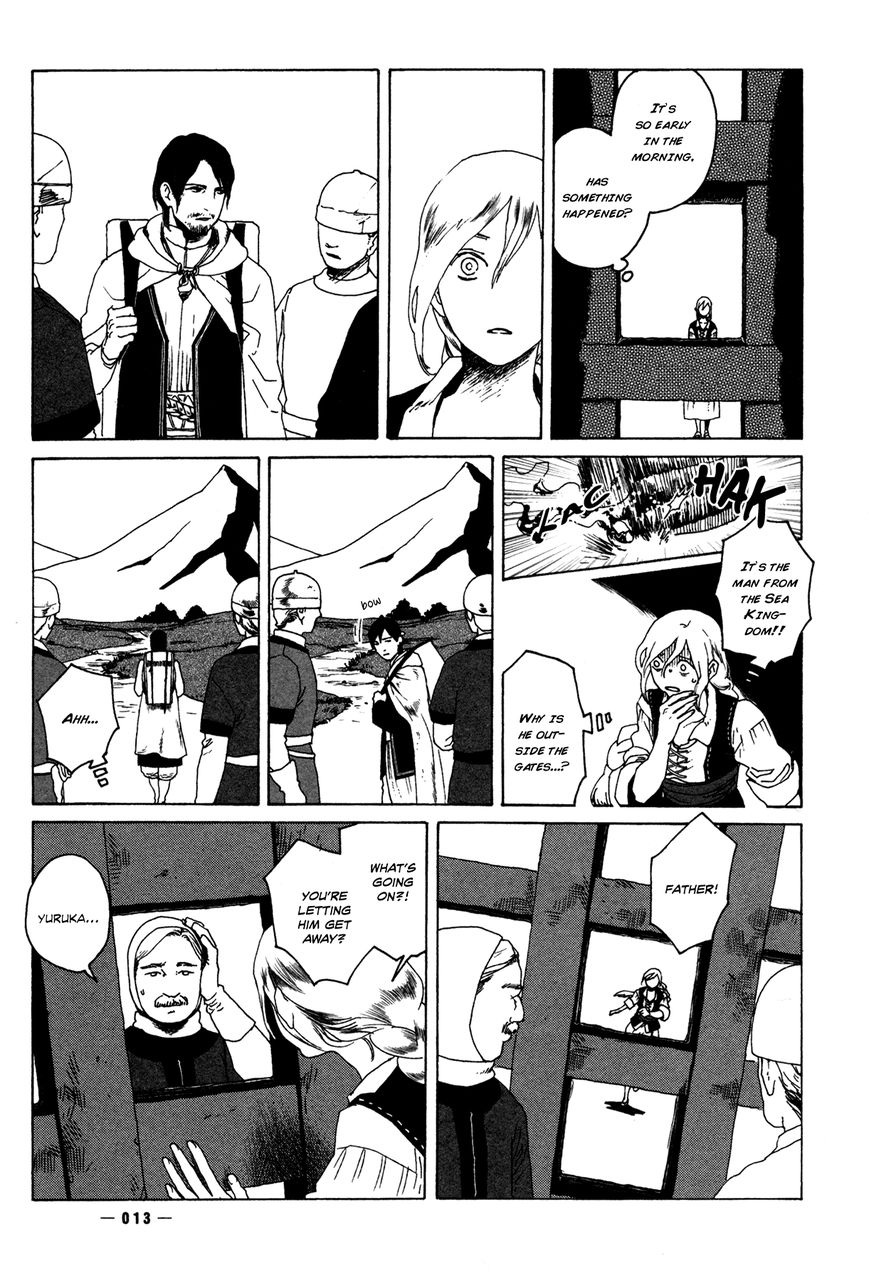 IT'S
SO EARLY
IN THE
MORNING.
HAS
SOMETHING
HAPPENED?
HAK
LAC
IT'S THE
MAN FROM
THE SEA
KING-
DOM!!
WHY IS
HE OUT-
SIDE THE
GATES...?
BOW
AHH...
FATHER!
WHAT'S
GOING
ON?!
YOU'RE
LETTING
HIM GET
AWAY?
YURUKA...
— 013 —